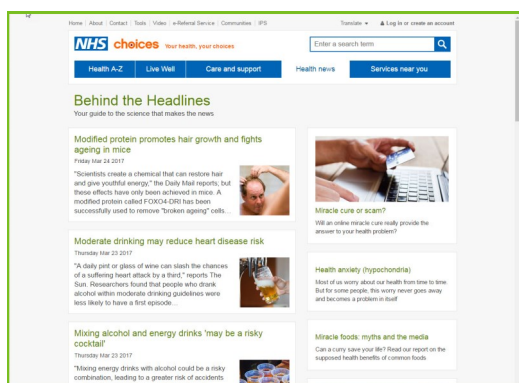 Home | About | Contact | Tools | Video | e-Referral Service | Communities | IPS
Translate
Log in or create an account
NHS choices Your health, your choices
Enter a search term
Health A-Z
Live Well
Care and support
Health news
Services near you
Behind the Headlines
Your guide to the science that makes the news
Modified protein promotes hair growth and fights
ageing in mice
Friday Mar 24 2017
"Scientists create a chemical that can restore hair
and give youthful energy," the Daily Mail reports; but
these effects have only been achieved in mice. A
modified protein called FOXO4-DRI has been
successfully used to remove "broken ageing" cells...
Moderate drinking may reduce heart disease risk
Thursday Mar 23 2017
"A daily pint or glass of wine can slash the chances
of a suffering heart attack by a third," reports The
Sun. Researchers found that people who drank
alcohol within moderate drinking guidelines were
less likely to have a first episode...
Mixing alcohol and energy drinks 'may be a risky
cocktail'
Thursday Mar 23 2017
"Mixing energy drinks with alcohol could be a risky
combination, leading to a greater risk of accidents
Miracle cure or scam?
Will an online miracle cure really provide the
answer to your health problem?
Health anxiety (hypochondria)
Most of us worry about our health from time to time.
But for some people, this worry never goes away
and becomes a problem in itself
Miracle foods: myths and the media
Can a curry save your life? Read our report on the
supposed health benefits of common foods